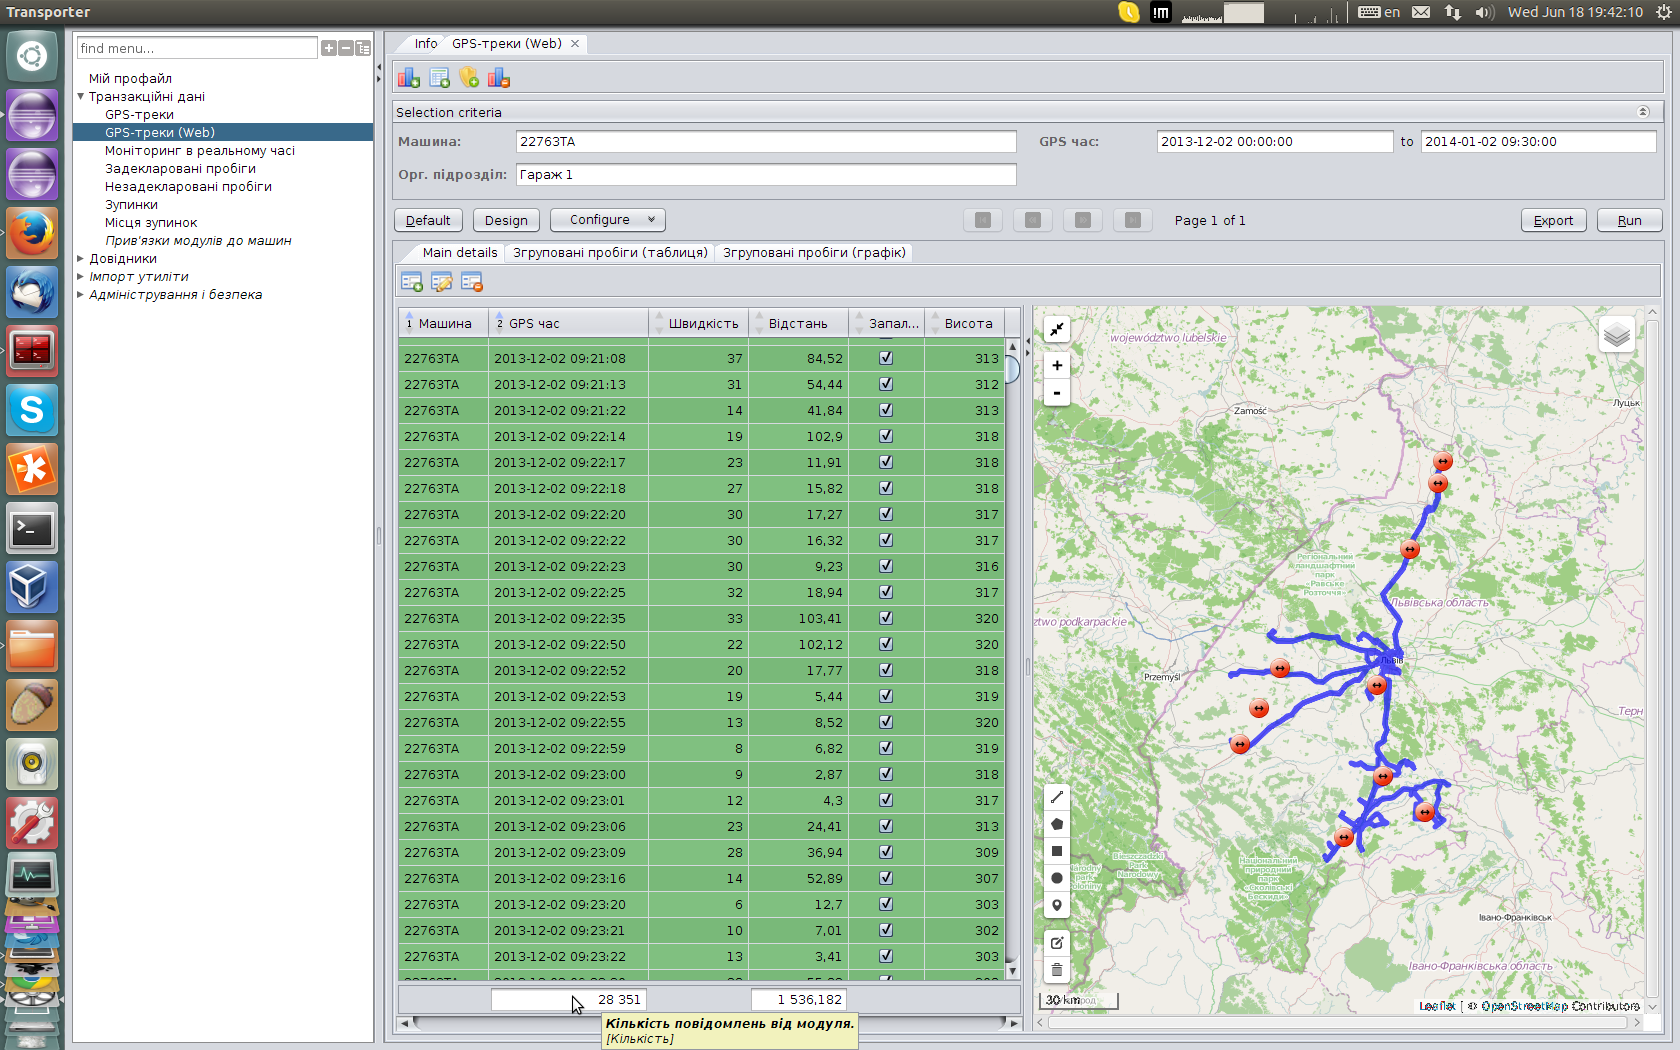 Transporter
en
Wed Jun 18 19:42:10
find menu...
Мій профайл
Транзакційні дані
GPS-треки
GPS-треки (Web)
Моніторинг в реальному часі
Задекларовані пробіги
Незадекларовані пробіги
Зупинки
Місця зупинок
Прив'язки модулів до машин
Довідники
Імпорт утиліти
Адміністрування і безпека
Info
GPS-треки (Web)
Selection criteria
Машина:
22763TA
GPS час:
2013-12-02 00:00:00
to
2014-01-02 09:30:00
Орг. підрозділ:
Гараж 1
Default
Design
Configure
Page 1 of 1
Export
Run
Main details
Згруповані пробіги (таблиця)
Згруповані пробіги (графік)
1 Машина 2 GPS час Швидкість Відстань Запал... Висота
22763TA 2013-12-02 09:21:08 37 84,52 313
22763TA 2013-12-02 09:21:13 31 54,44 312
22763TA 2013-12-02 09:21:22 14 41,84 313
22763TA 2013-12-02 09:22:14 19 102,9 318
22763TA 2013-12-02 09:22:17 23 11,91 318
22763TA 2013-12-02 09:22:18 27 15,82 318
22763TA 2013-12-02 09:22:20 30 17,27 317
22763TA 2013-12-02 09:22:22 30 16,32 317
22763TA 2013-12-02 09:22:23 30 9,23 316
22763TA 2013-12-02 09:22:25 32 18,94 317
22763TA 2013-12-02 09:22:35 33 103,41 320
22763TA 2013-12-02 09:22:50 22 102,12 320
22763TA 2013-12-02 09:22:52 20 17,77 318
22763TA 2013-12-02 09:22:53 19 5,44 319
22763TA 2013-12-02 09:22:55 13 8,52 320
22763TA 2013-12-02 09:22:59 8 6,82 319
22763TA 2013-12-02 09:23:00 9 2,87 318
22763TA 2013-12-02 09:23:01 12 4,3 317
22763TA 2013-12-02 09:23:06 23 24,41 313
22763TA 2013-12-02 09:23:09 28 36,94 309
22763TA 2013-12-02 09:23:16 14 52,89 307
22763TA 2013-12-02 09:23:20 6 12,7 303
22763TA 2013-12-02 09:23:21 10 7,01 302
22763TA 2013-12-02 09:23:22 13 3,41 303
28 351
1 536,182
Кількість повідомлень від модуля.
[Кількість]
województwo lubelskie
Zamość
Луцьк
Регіональний
ландшафтний
парк
«Равське
Розточчя»
Львівська область
ztwo podkarpackie
Львів
Przemyśl
Терн
Bieszczadzki
Park
Narodowy
Національний
природний
парк
«Сколівські
Бескиди»
Івано-Франківськ
Івано-Франківська область
30 km
Leaflet | © OpenStreetMap Contributors